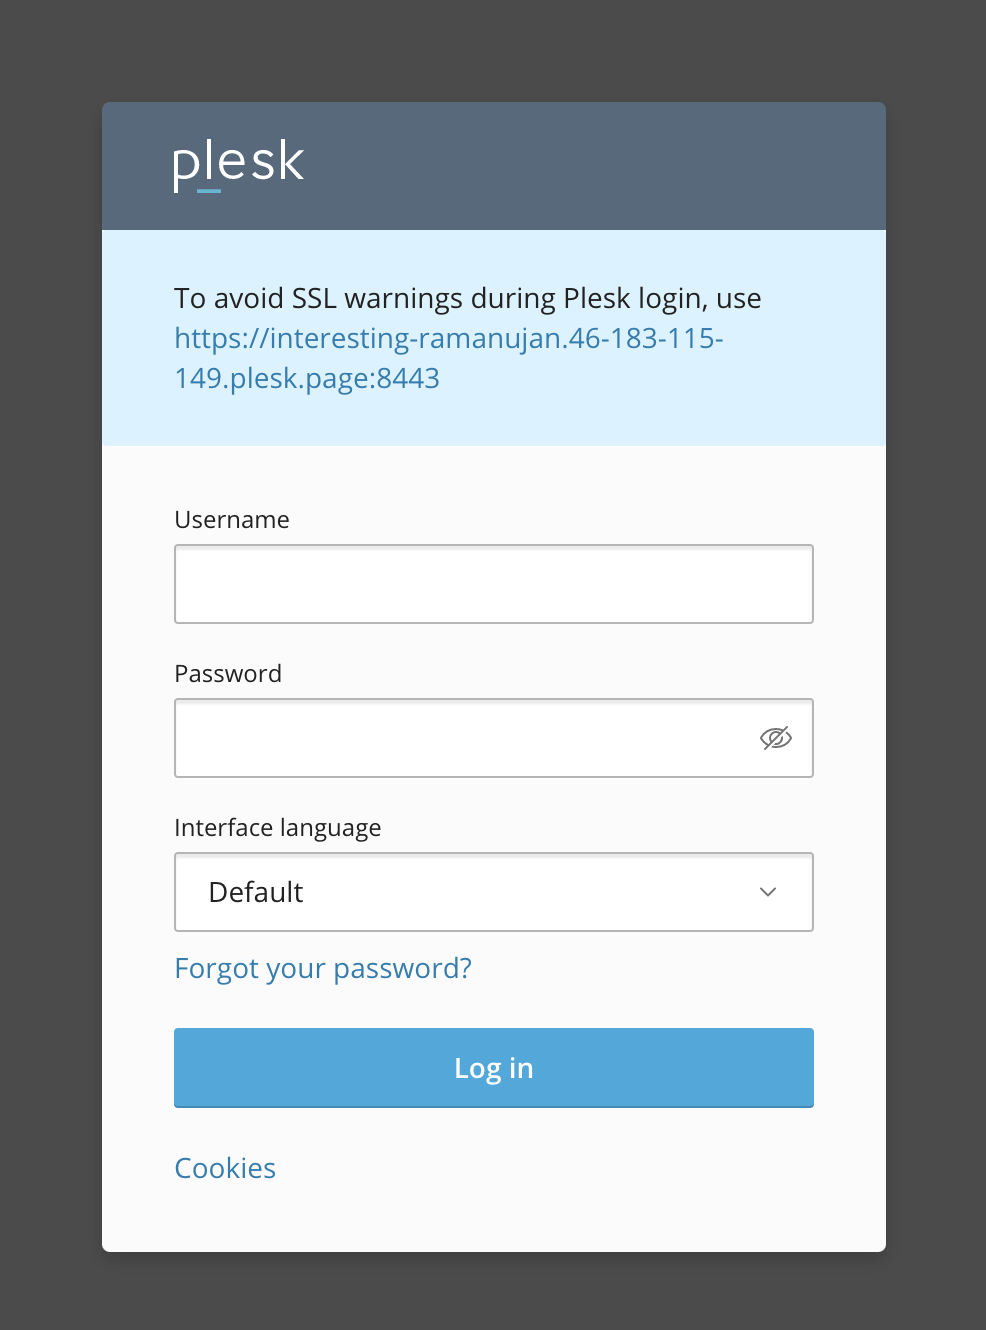 plesk
To avoid SSL warnings during Plesk login, use
https://interesting-ramanujan.46-183-115-
149.plesk.page:8443
Username
Password
Interface language
Default
Forgot your password?
Log in
Cookies